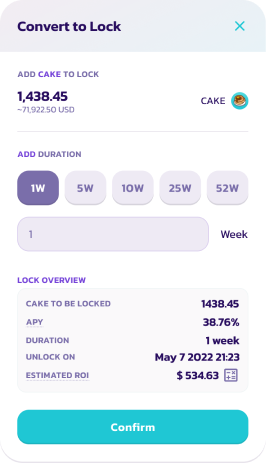 Convert to Lock
ADD CAKE TO LOCK
1,438.45
CAKE
~71,922.50 USD
ADD DURATION
1W 5W 10W 25W 52W
1 Week
LOCK OVERVIEW
CAKE TO BE LOCKED 1438.45
APY 38.76%
DURATION 1 week
UNLOCK ON May 7 2022 21:23
ESTIMATED ROI $ 534.63
Confirm